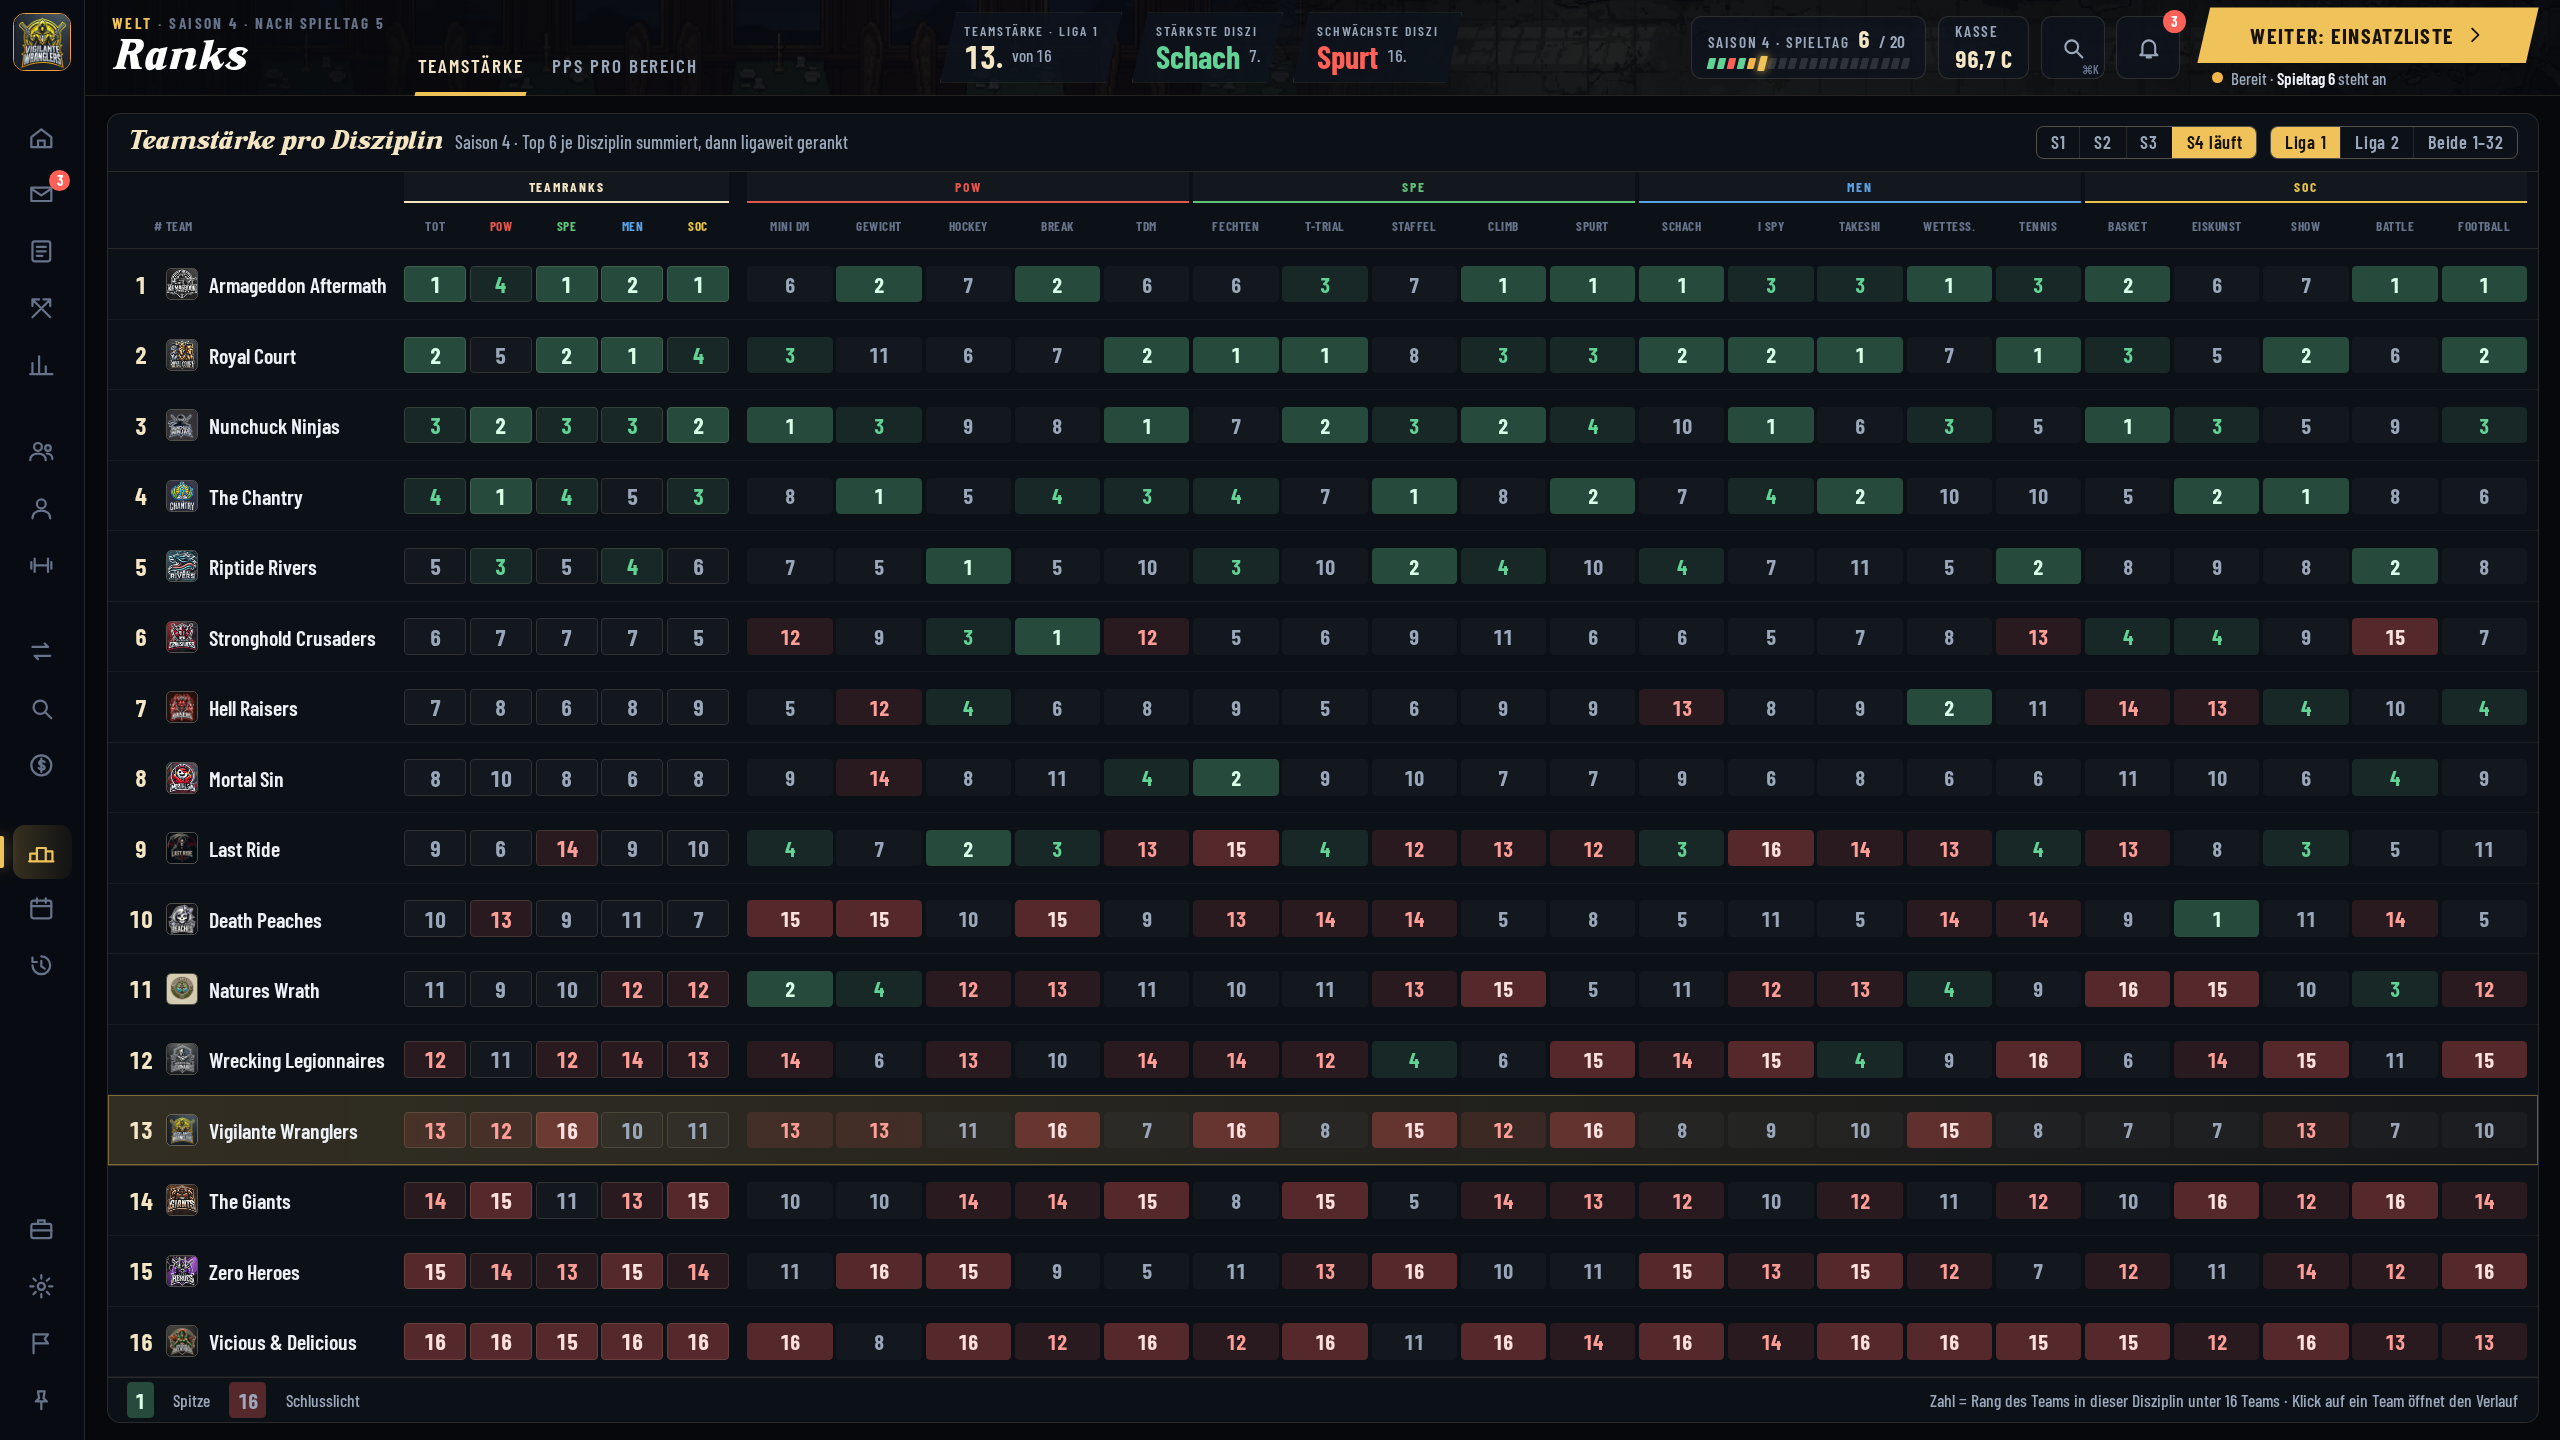 WELT · SAISON 4 · NACH SPIELTAG 5
Ranks
TEAMSTÄRKE PPS PRO BEREICH
TEAMSTÄRKE · LIGA 1
13. von 16
STÄRKSTE DISZI
Schach 7.
SCHWÄCHSTE DISZI
Spurt 16.
SAISON 4 · SPIELTAG 6 / 20
KASSE
96,7 C
⌘K
3
WEITER: EINSATZLISTE
Bereit · Spieltag 6 steht an
3
Teamstärke pro Disziplin Saison 4 · Top 6 je Disziplin summiert, dann ligaweit gerankt
S1 S2 S3 S4 läuft Liga 1 Liga 2 Beide 1–32
TEAMRANKS POW SPE MEN SOC
# TEAM TOT POW SPE MEN SOC MINI DM GEWICHT HOCKEY BREAK TDM FECHTEN T-TRIAL STAFFEL CLIMB SPURT SCHACH I SPY TAKESHI WETTESS. TENNIS BASKET EISKUNST SHOW BATTLE FOOTBALL
1 Armageddon Aftermath 1 4 1 2 1 6 2 7 2 6 6 3 7 1 1 1 3 3 1 3 2 6 7 1 1
2 Royal Court 2 5 2 1 4 3 11 6 7 2 1 1 8 3 3 2 2 1 7 1 3 5 2 6 2
3 Nunchuck Ninjas 3 2 3 3 2 1 3 9 8 1 7 2 3 2 4 10 1 6 3 5 1 3 5 9 3
4 The Chantry 4 1 4 5 3 8 1 5 4 3 4 7 1 8 2 7 4 2 10 10 5 2 1 8 6
5 Riptide Rivers 5 3 5 4 6 7 5 1 5 10 3 10 2 4 10 4 7 11 5 2 8 9 8 2 8
6 Stronghold Crusaders 6 7 7 7 5 12 9 3 1 12 5 6 9 11 6 6 5 7 8 13 4 4 9 15 7
7 Hell Raisers 7 8 6 8 9 5 12 4 6 8 9 5 6 9 9 13 8 9 2 11 14 13 4 10 4
8 Mortal Sin 8 10 8 6 8 9 14 8 11 4 2 9 10 7 7 9 6 8 6 6 11 10 6 4 9
9 Last Ride 9 6 14 9 10 4 7 2 3 13 15 4 12 13 12 3 16 14 13 4 13 8 3 5 11
10 Death Peaches 10 13 9 11 7 15 15 10 15 9 13 14 14 5 8 5 11 5 14 14 9 1 11 14 5
11 Natures Wrath 11 9 10 12 12 2 4 12 13 11 10 11 13 15 5 11 12 13 4 9 16 15 10 3 12
12 Wrecking Legionnaires 12 11 12 14 13 14 6 13 10 14 14 12 4 6 15 14 15 4 9 16 6 14 15 11 15
13 Vigilante Wranglers 13 12 16 10 11 13 13 11 16 7 16 8 15 12 16 8 9 10 15 8 7 7 13 7 10
14 The Giants 14 15 11 13 15 10 10 14 14 15 8 15 5 14 13 12 10 12 11 12 10 16 12 16 14
15 Zero Heroes 15 14 13 15 14 11 16 15 9 5 11 13 16 10 11 15 13 15 12 7 12 11 14 12 16
16 Vicious & Delicious 16 16 15 16 16 16 8 16 12 16 12 16 11 16 14 16 14 16 16 15 15 12 16 13 13
1 Spitze 16 Schlusslicht
Zahl = Rang des Teams in dieser Disziplin unter 16 Teams · Klick auf ein Team öffnet den Verlauf